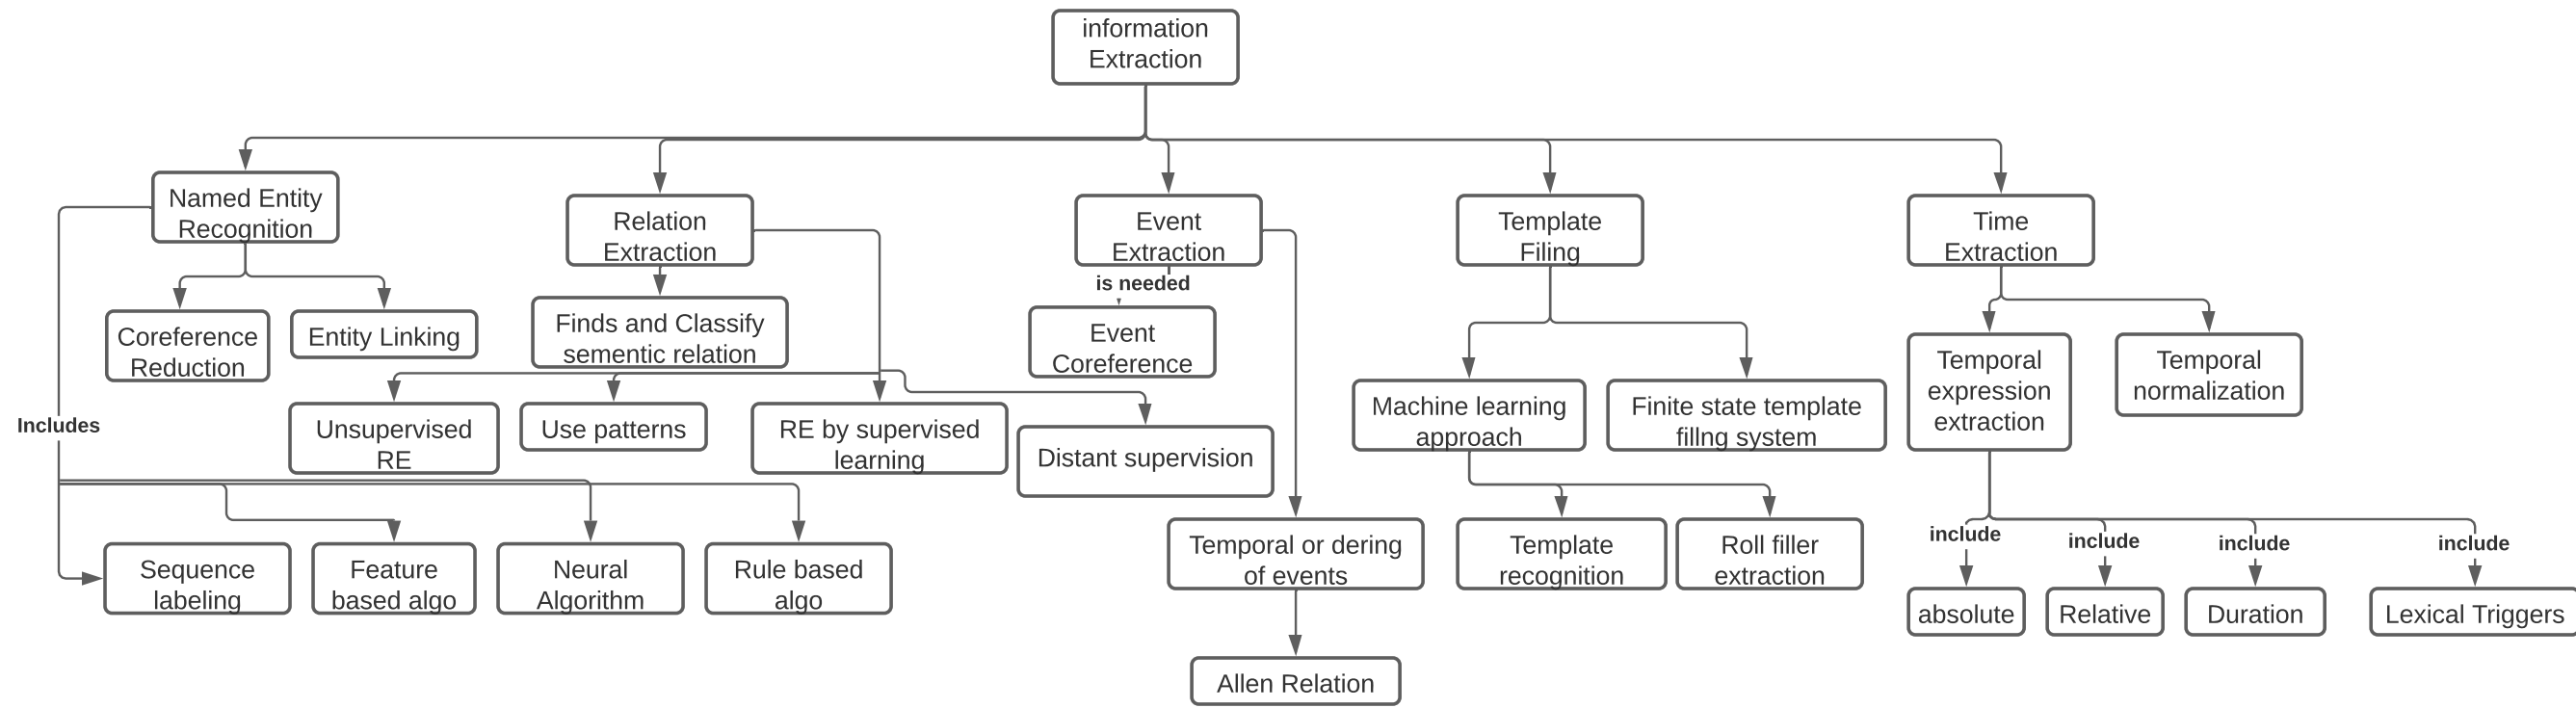 information
Extraction
Named Entity
Recognition
Relation
Extraction
Event
Extraction
Template
Filing
Time
Extraction
is needed
Coreference
Reduction
Entity Linking
Finds and Classify
sementic relation
Event
Coreference
Temporal
expression
extraction
Temporal
normalization
Includes
Unsupervised
RE
Use patterns
RE by supervised
learning
Distant supervision
Machine learning
approach
Finite state template
fillng system
Sequence
labeling
Feature
based algo
Neural
Algorithm
Rule based
algo
Temporal or dering
of events
Template
recognition
Roll filler
extraction
include
include
include
include
absolute
Relative
Duration
Lexical Triggers
Allen Relation